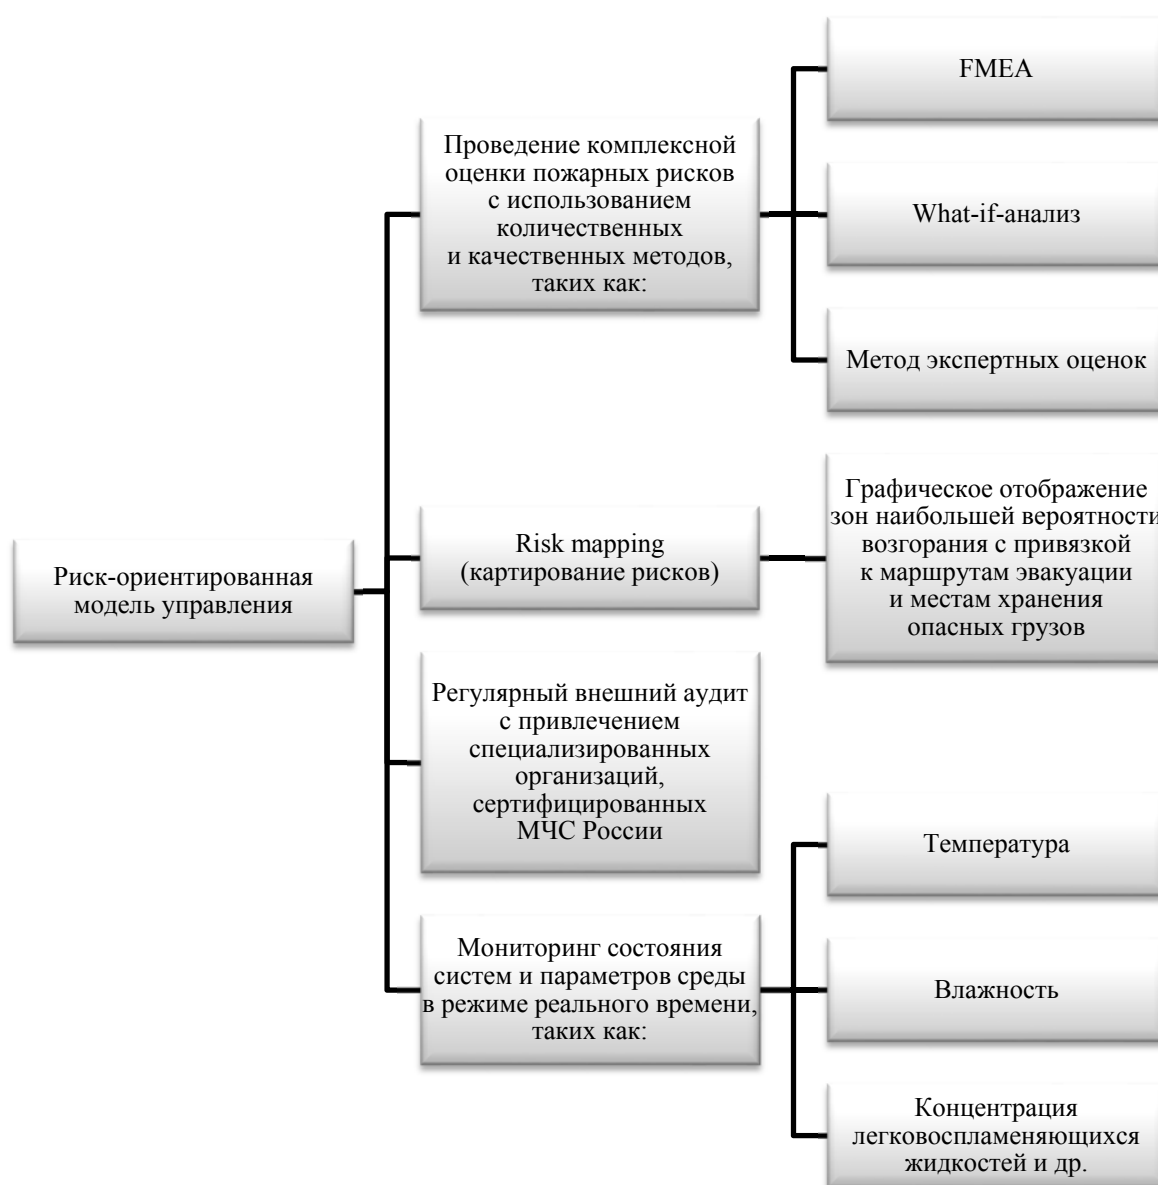 Риск-ориентированная
модель управления
Проведение комплексной
оценки пожарных рисков
с использованием
количественных
и качественных методов,
таких как:
FMEA
What-if-анализ
Метод экспертных оценок
Risk mapping
(картирование рисков)
Графическое отображение
зон наибольшей вероятности
возгорания с привязкой
к маршрутам эвакуации
и местам хранения
опасных грузов
Регулярный внешний аудит
с привлечением
специализированных
организаций,
сертифицированных
МЧС России
Мониторинг состояния
систем и параметров среды
в режиме реального времени,
таких как:
Температура
Влажность
Концентрация
легковоспламеняющихся
жидкостей и др.